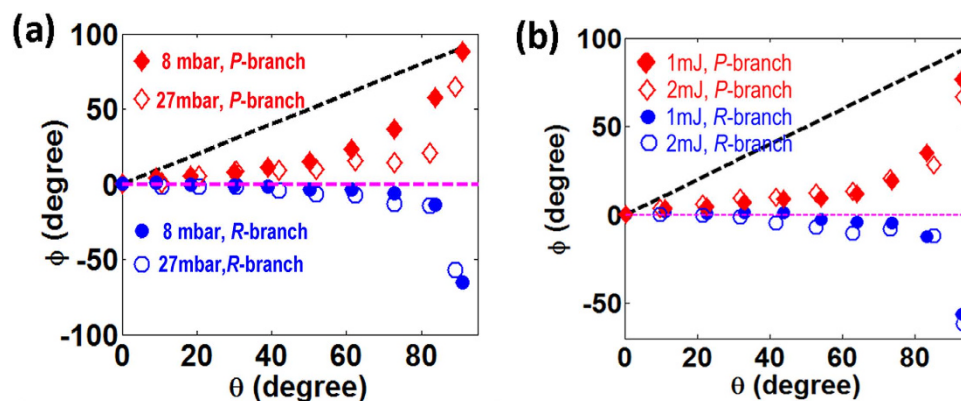 (a)
100
50
0
-50
-100
ϕ (degree)
8 mbar, P-branch
27mbar, P-branch
8 mbar, R-branch
27mbar,R-branch
0
20
40
60
80
θ (degree)
(b)
100
50
0
-50
ϕ (degree)
1mJ, P-branch
2mJ, P-branch
1mJ, R-branch
2mJ, R-branch
0
20
40
60
80
θ (degree)